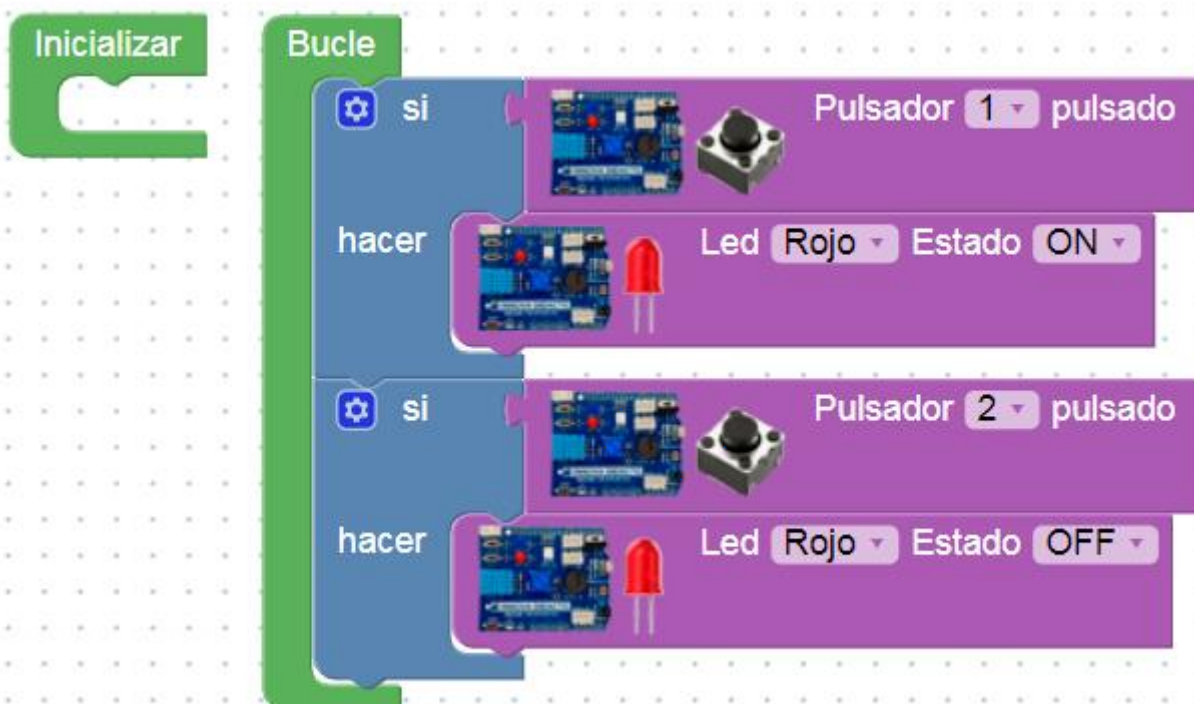 Inicializar
Bucle
si
Pulsador 1 pulsado
hacer
Led Rojo Estado ON
si
Pulsador 2 pulsado
hacer
Led Rojo Estado OFF